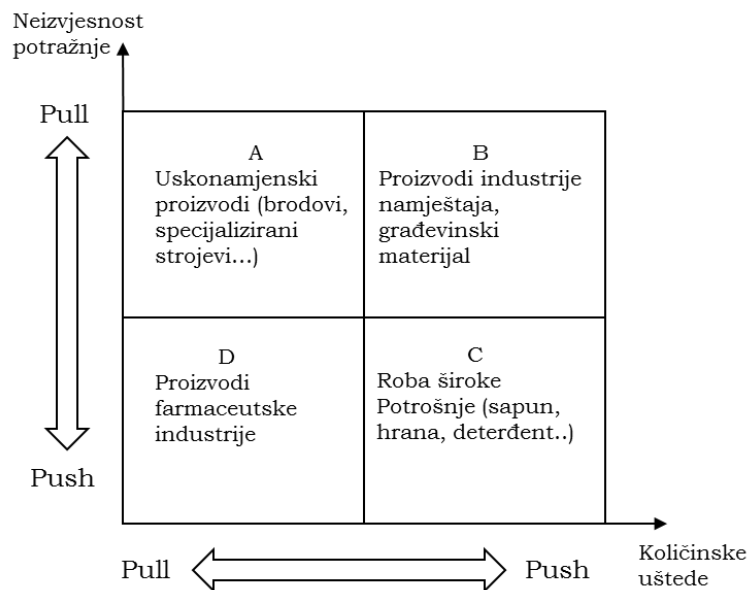 Neizvjesnost
potražnje
Pull
Push
A
Uskonamjenski
proizvodi (brodovi,
specijalizirani
strojevi...)
B
Proizvodi industrije
namještaja,
građevinski
materijal
D
Proizvodi
farmaceutske
industrije
C
Roba široke
Potrošnje (sapun,
hrana, deterđent..)
Pull
Push
Količinske
uštede